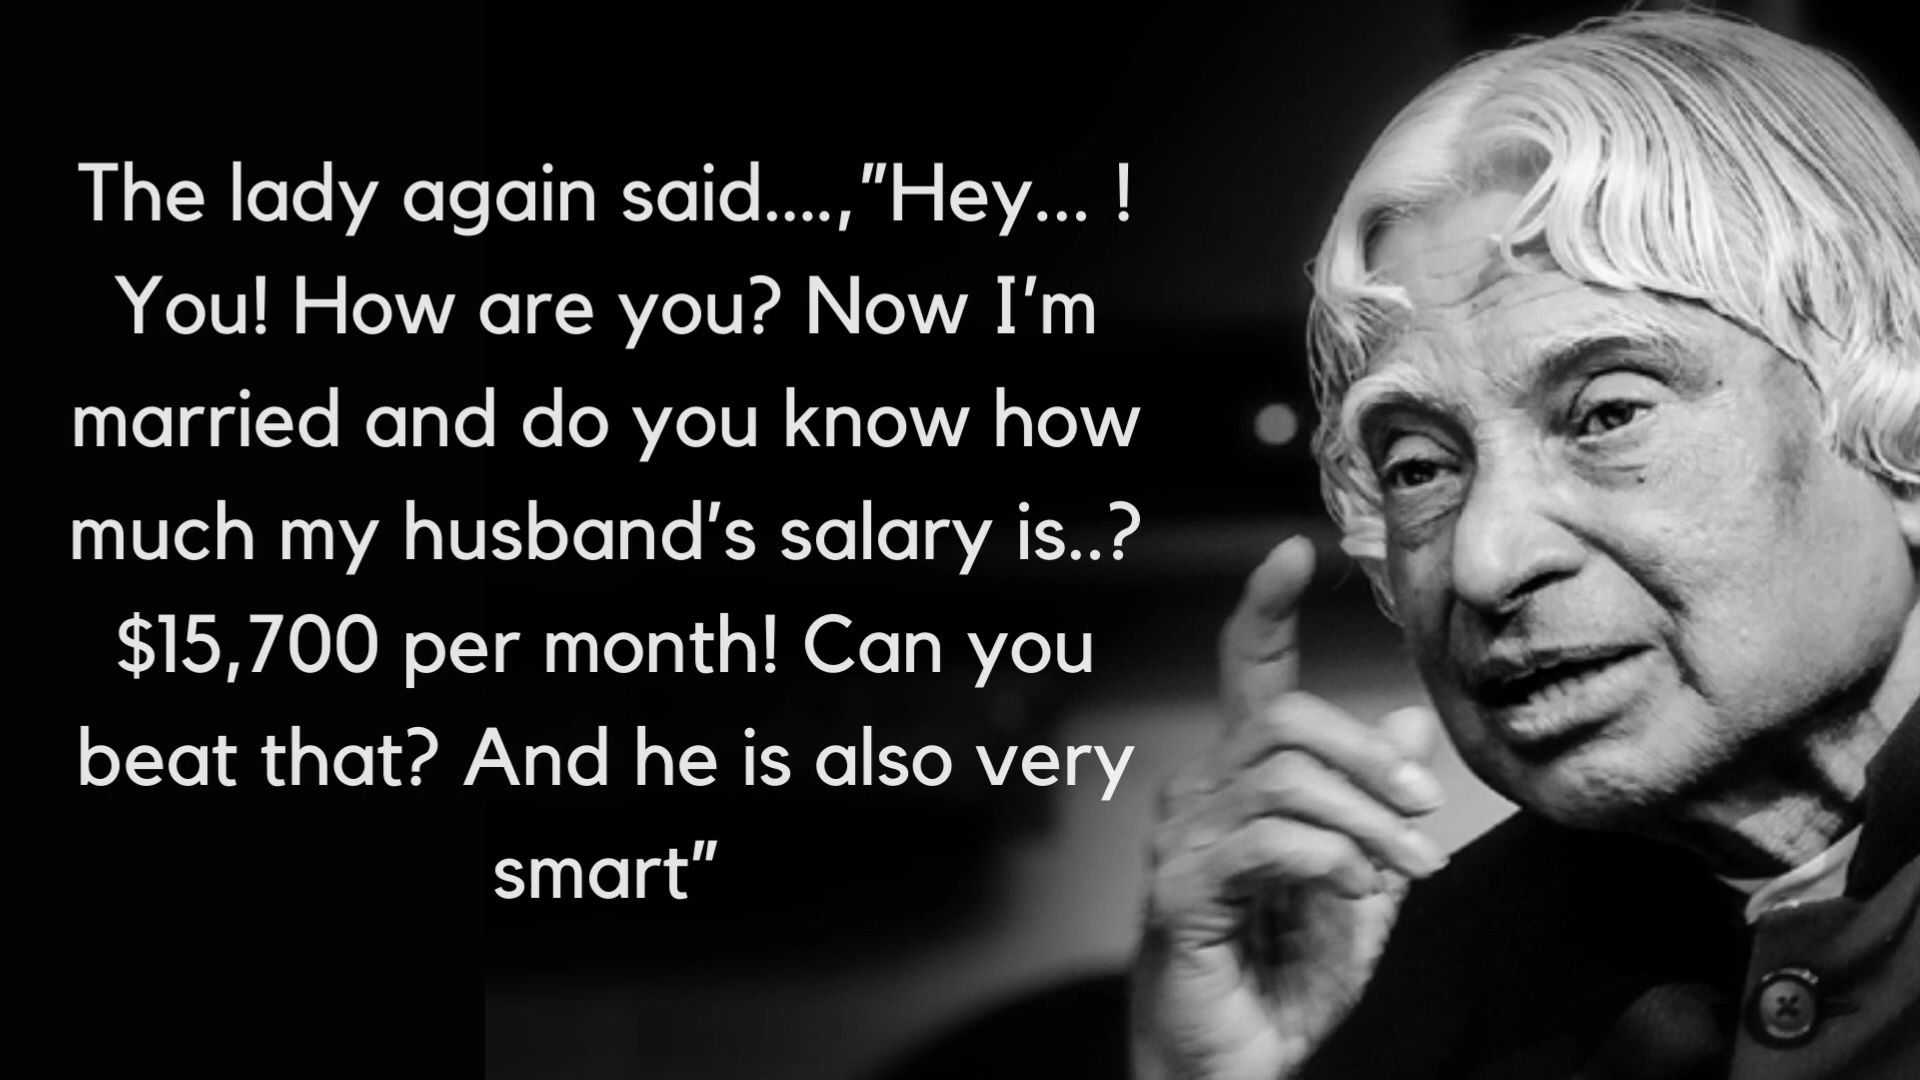 The lady again said....,"Hey... !
You! How are you? Now I'm
married and do you know how
much my husband's salary is..?
$15,700 per month! Can you
beat that? And he is also very
smart"